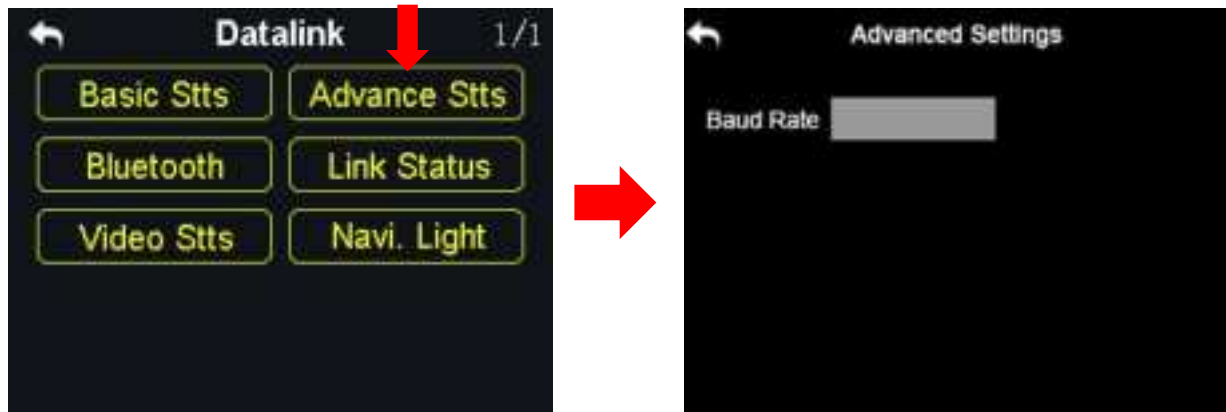 Datalink 1/1
Basic Stts Advance Stts
Bluetooth Link Status
Video Stts Navi. Light
Advanced Settings
Baud Rate